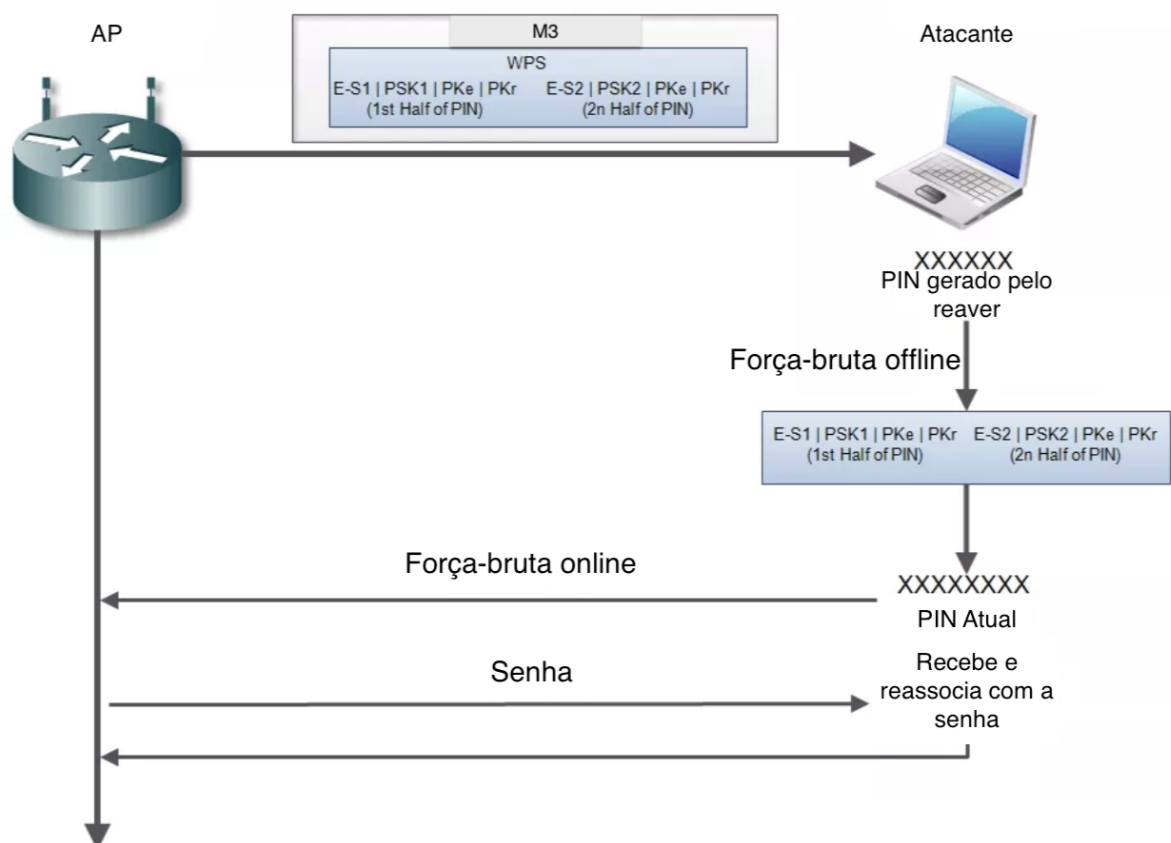 AP
M3
Atacante
WPS
E-S1 | PSK1 | PKe | PKr E-S2 | PSK2 | PKe | PKr
(1st Half of PIN) (2n Half of PIN)
XXXXXX
PIN gerado pelo
reaver
Força-bruta offline
E-S1 | PSK1 | PKe | PKr E-S2 | PSK2 | PKe | PKr
(1st Half of PIN) (2n Half of PIN)
Força-bruta online
XXXXXXXX
PIN Atual
Senha
Recebe e
reassocia com a
senha